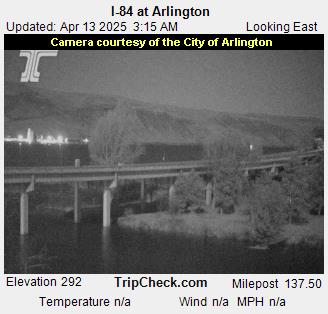 I-84 at Arlington
Updated: Apr 13 2025 3:15 AM Looking East
Camera courtesy of the City of Arlington
Elevation 292 TripCheck.com Milepost 137.50
Temperature n/a Wind n/a MPH n/a